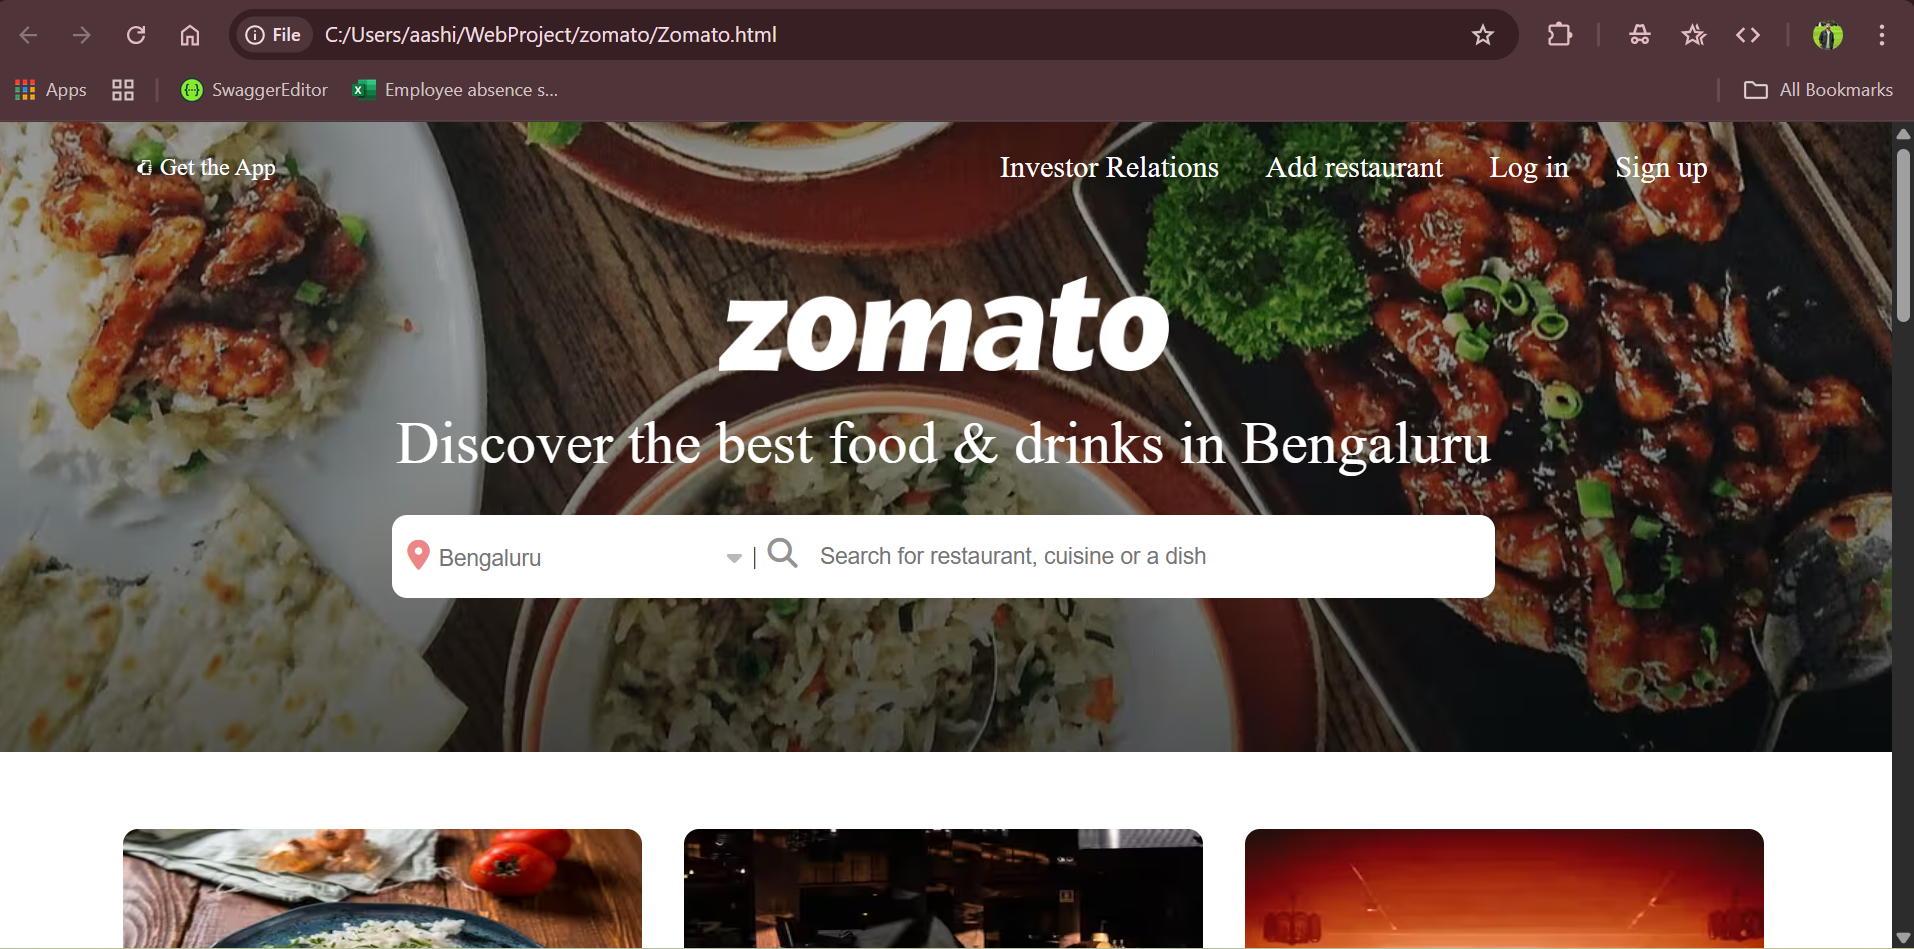 File C:/Users/aashi/WebProject/zomato/Zomato.html
Apps SwaggerEditor Employee absence s... All Bookmarks
Get the App Investor Relations Add restaurant Log in Sign up
zomato
Discover the best food & drinks in Bengaluru
Bengaluru | Search for restaurant, cuisine or a dish